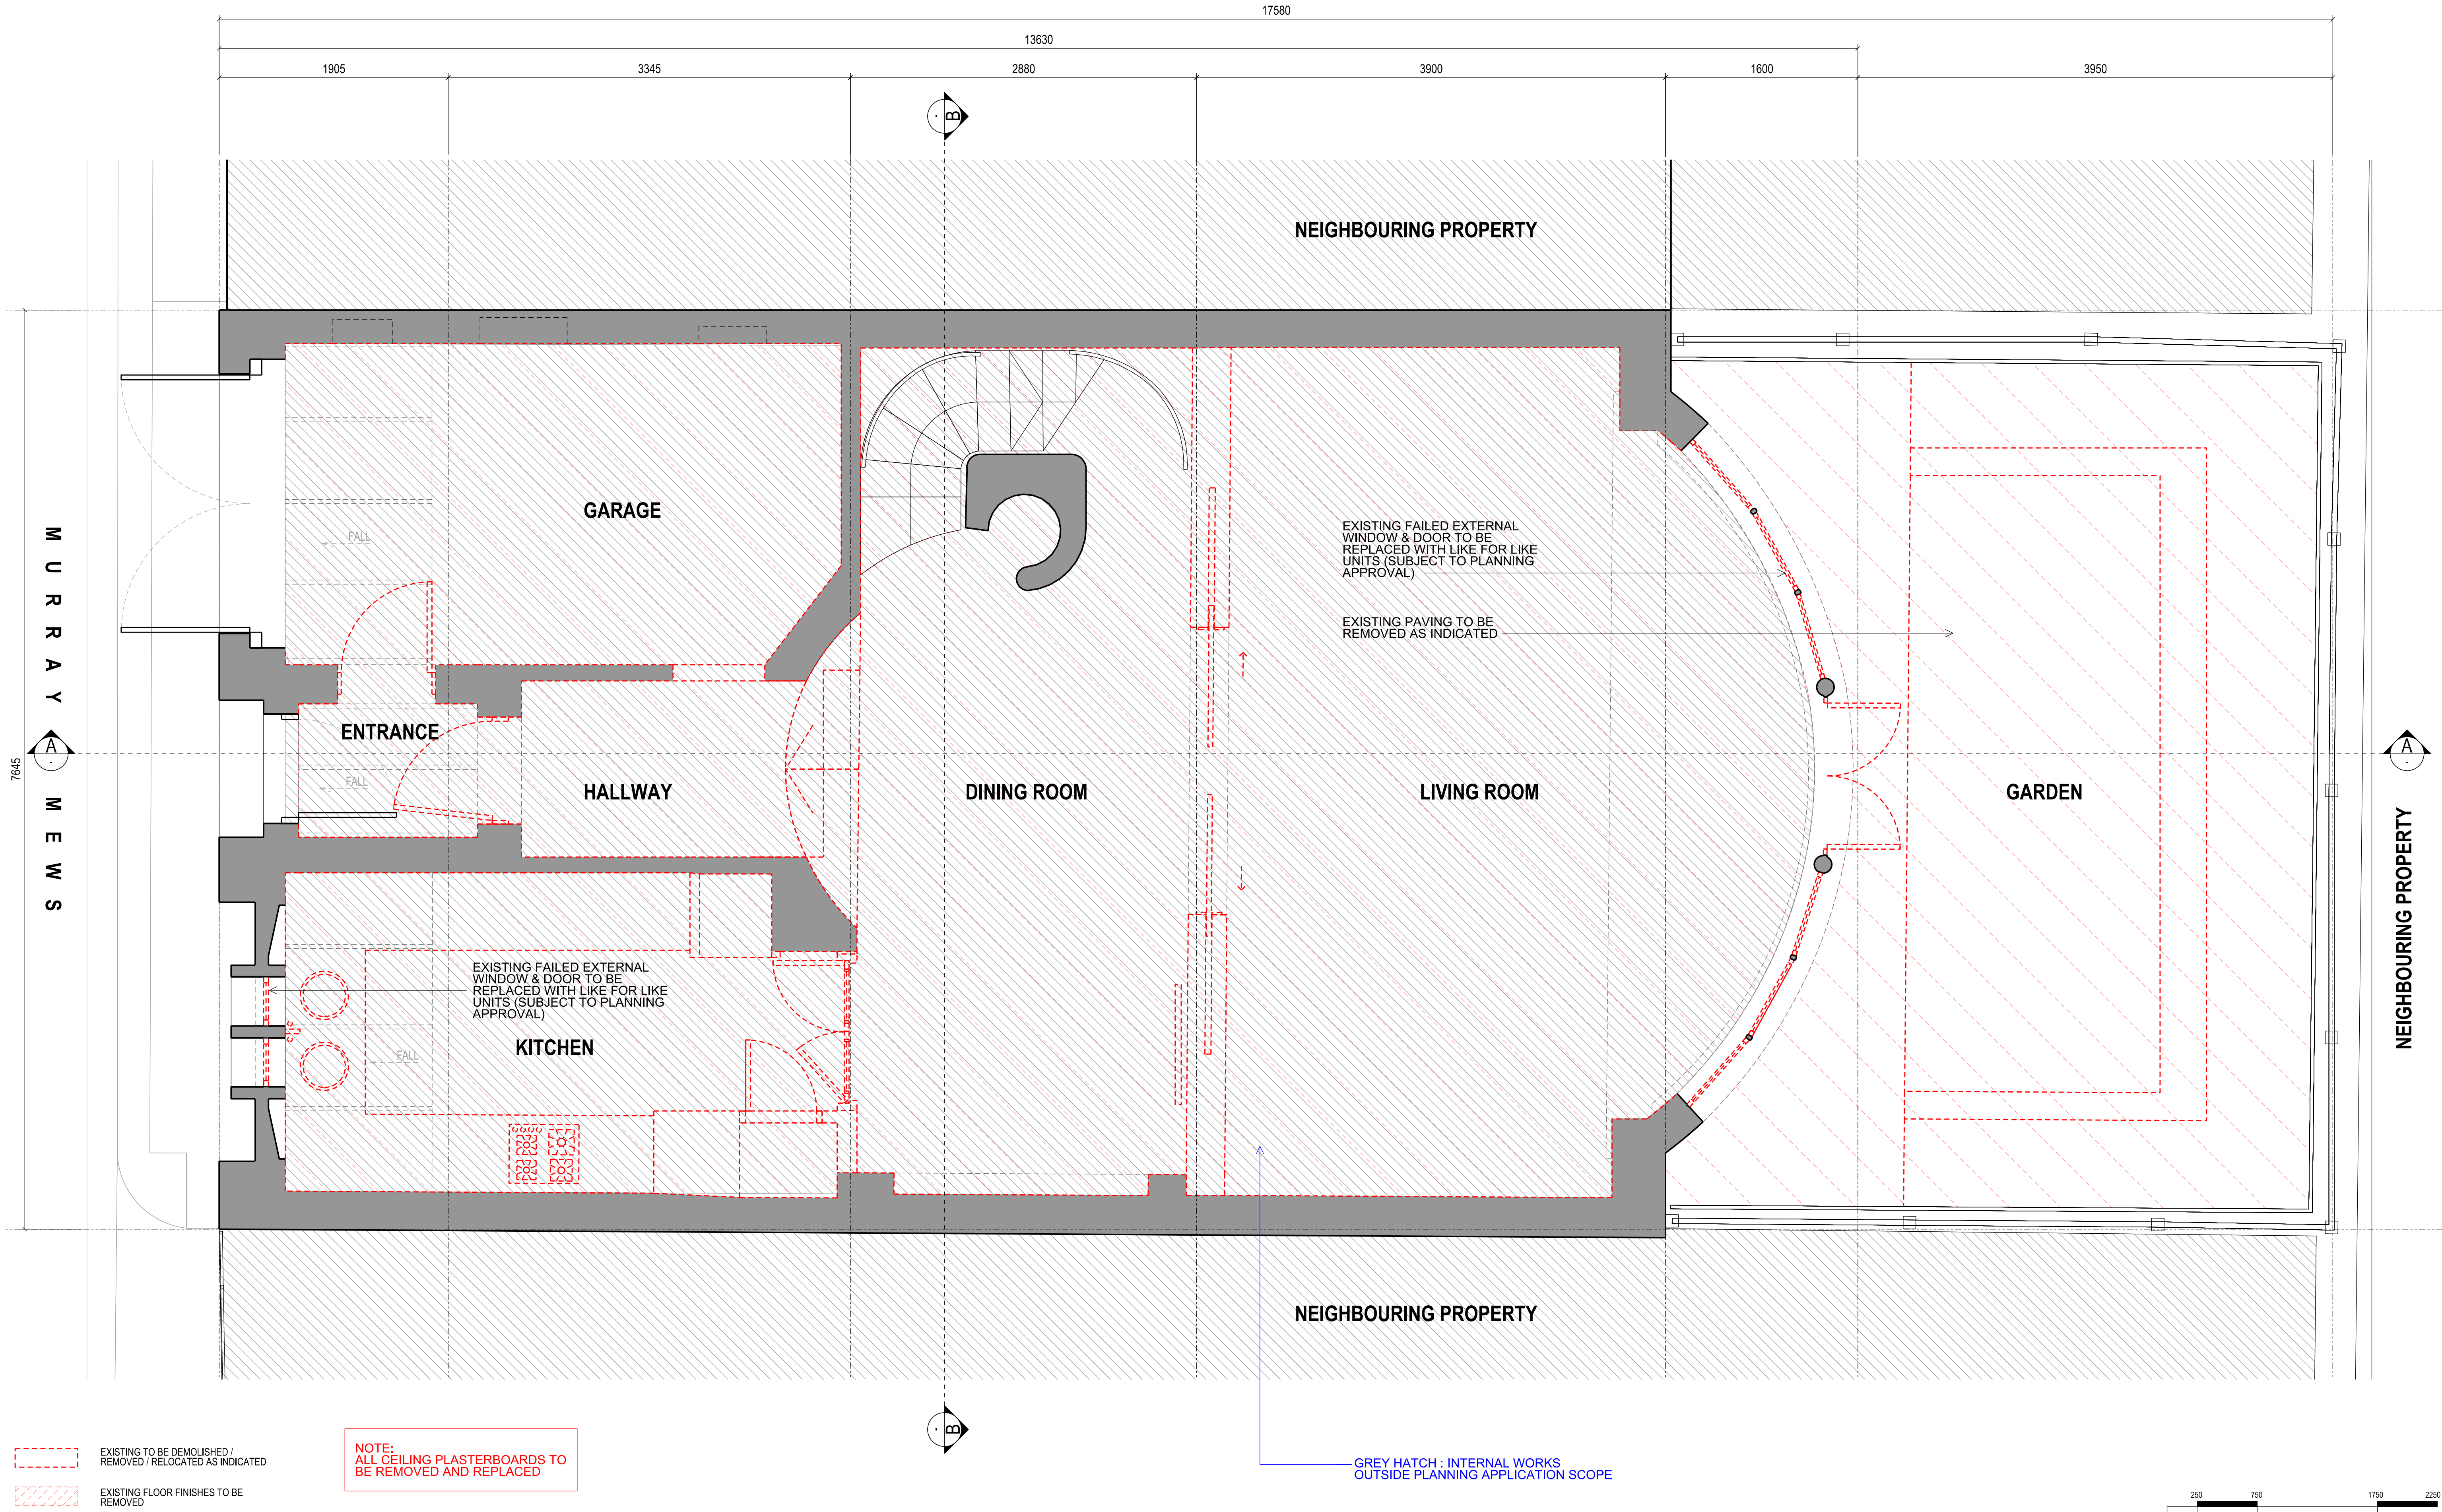 17580
13630
1905
3345
2880
3900
1600
3950
B
NEIGHBOURING PROPERTY
GARAGE
FALL
EXISTING FAILED EXTERNAL
WINDOW & DOOR TO BE
REPLACED WITH LIKE FOR LIKE
UNITS (SUBJECT TO PLANNING
APPROVAL)
EXISTING PAVING TO BE
REMOVED AS INDICATED
MURRAY MEWS
7645
A
ENTRANCE
FALL
HALLWAY
DINING ROOM
LIVING ROOM
GARDEN
A
NEIGHBOURING PROPERTY
EXISTING FAILED EXTERNAL
WINDOW & DOOR TO BE
REPLACED WITH LIKE FOR LIKE
UNITS (SUBJECT TO PLANNING
APPROVAL)
KITCHEN
FALL
NEIGHBOURING PROPERTY
B
EXISTING TO BE DEMOLISHED /
REMOVED / RELOCATED AS INDICATED
EXISTING FLOOR FINISHES TO BE
REMOVED
NOTE:
ALL CEILING PLASTERBOARDS TO
BE REMOVED AND REPLACED
GREY HATCH : INTERNAL WORKS
OUTSIDE PLANNING APPLICATION SCOPE
250
750
1750
2250